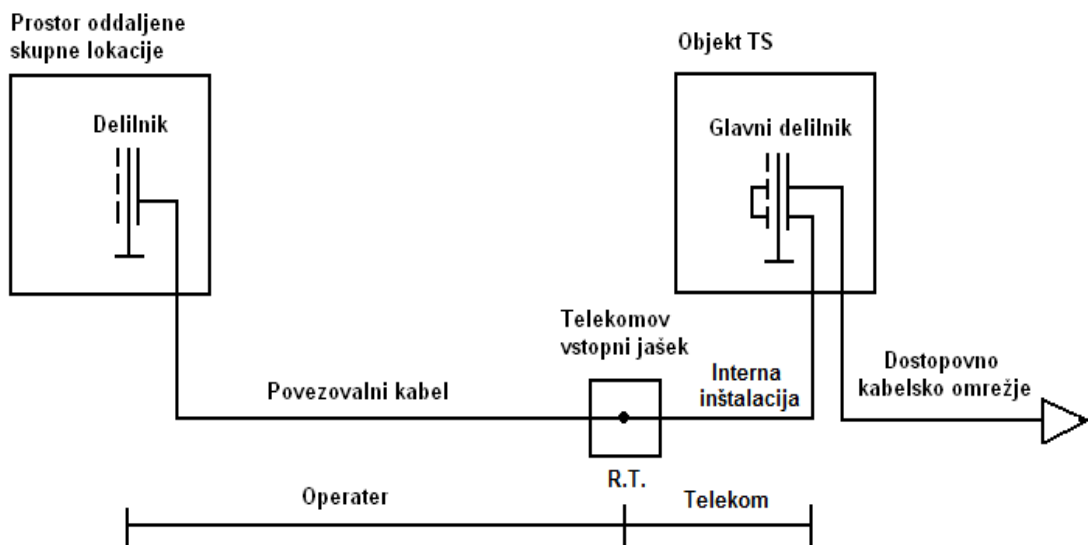 Prostor oddaljene
skupne lokacije
Objekt TS
Delilnik
Glavni delilnik
Telekomov
vstopni jašek
Povezovalni kabel
Interna
inštalacija
Dostopovno
kabelsko omrežje
R.T.
Operater
Telekom